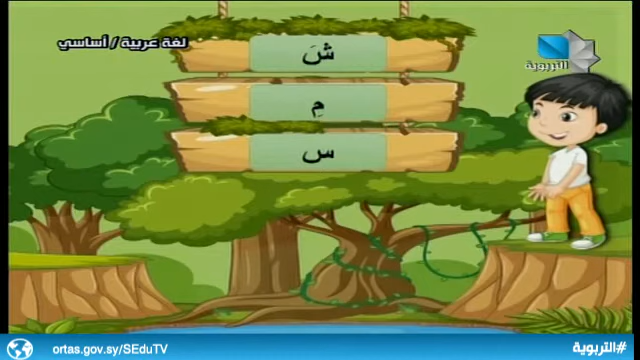 لغة عربية / أساسي
التربوية
شَ
مِ
س
ortas.gov.sy/SEduTV
#التربوية